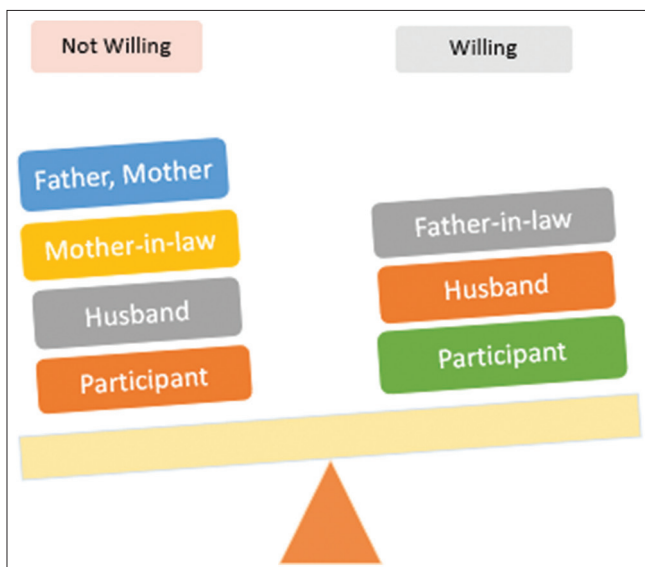 Not Willing
Willing
Father, Mother
Mother-in-law
Husband
Participant
Father-in-law
Husband
Participant